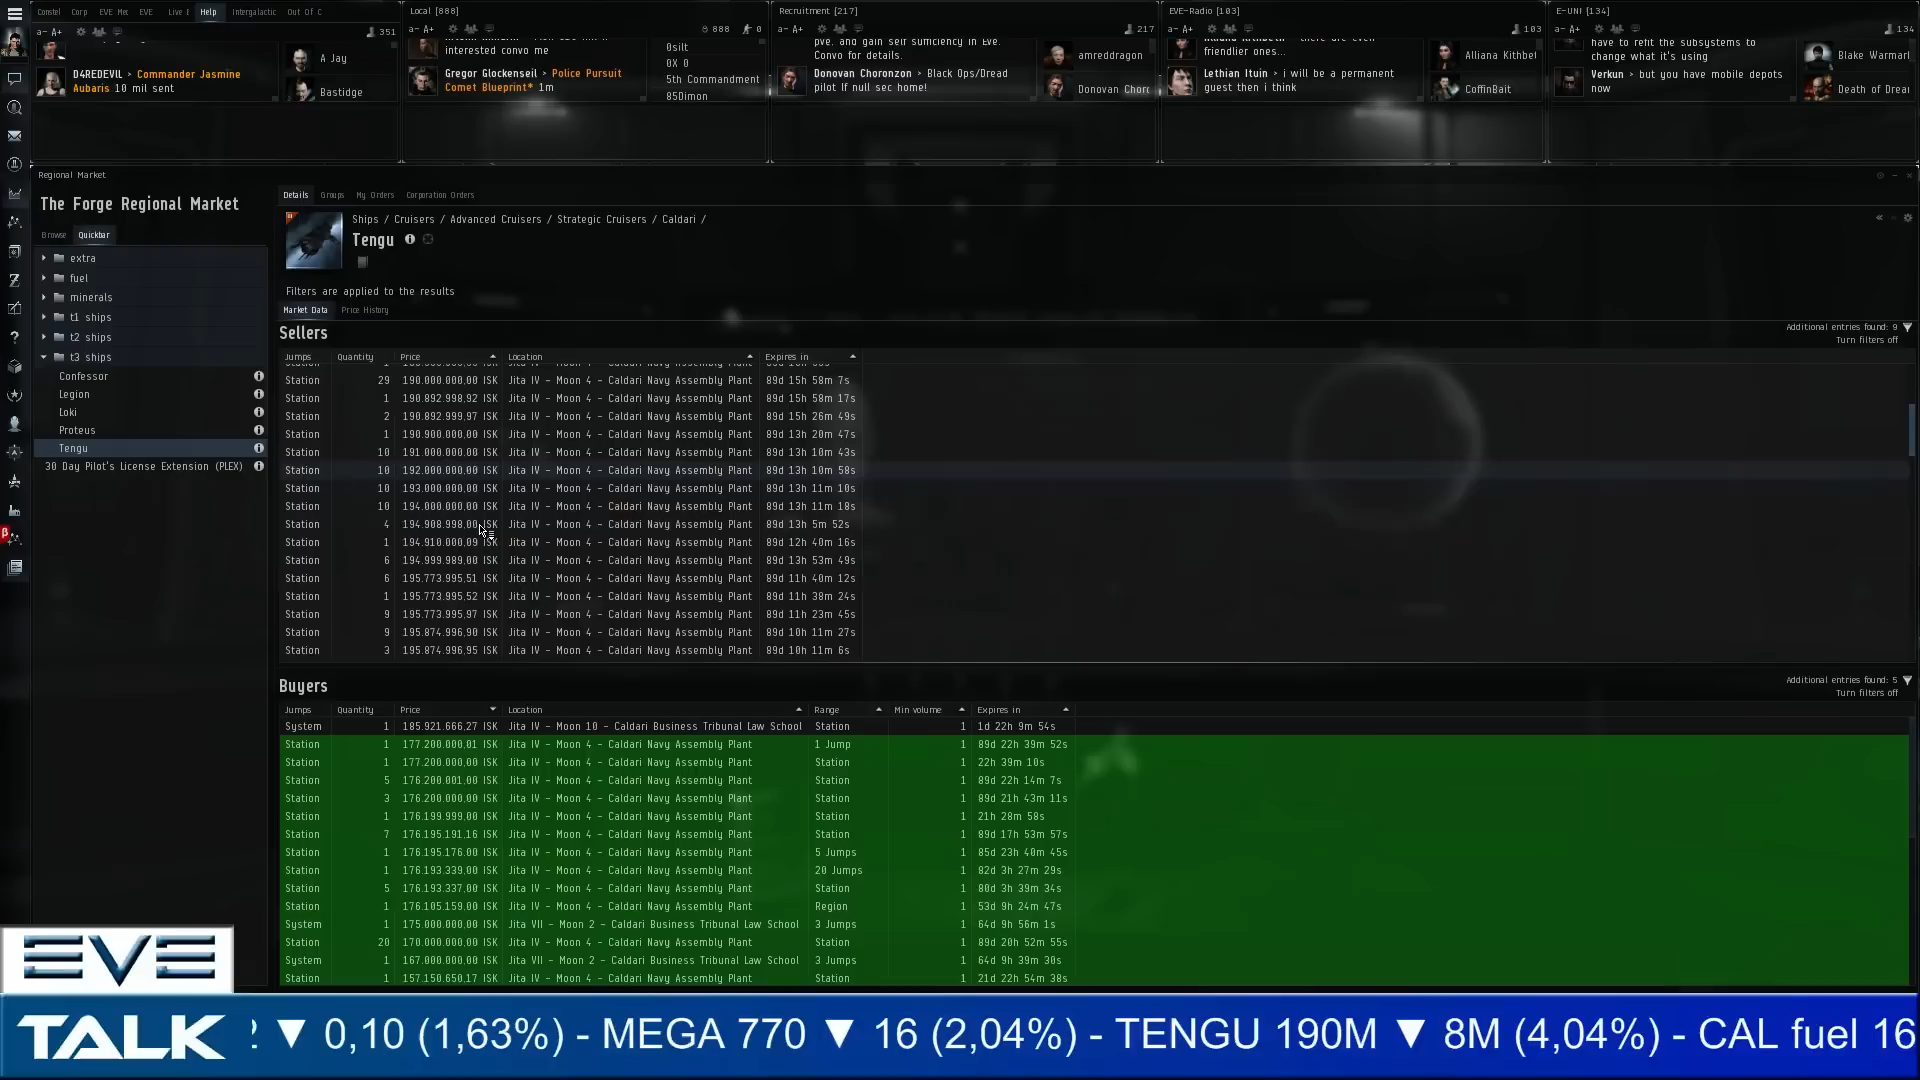 Constel Corp EVE Mec EVE Live E Help Intergalactic Out Of C
a- A+ 351
A Jay
D4REDEVIL > Commander Jasmine
Aubaris 10 mil sent
Bastidge
Local [888]
a- A+ 888 0
interested convo me
Gregor Glockenseil > Police Pursuit
Comet Blueprint* 1m
0silt
0X 0
5th Commandment
85Dimon
Recruitment [217]
a- A+ 217
pve, and gain self sufficiency in Eve.
Convo for details.
Donovan Choronzon > Black Ops/Dread
pilot If null sec home!
amreddragon
Donovan Chor
EVE-Radio [103]
a- A+ 103
friendlier ones...
Lethian Ituin > i will be a permanent
guest then i think
Alliana Kithbel
CoffinBait
E-UNI [134]
a- A+ 134
have to refit the subsystems to
change what it's using
Verkun > but you have mobile depots
now
Blake Warmarl
Death of Drea
Regional Market
The Forge Regional Market
Browse Quickbar
extra
fuel
minerals
t1 ships
t2 ships
t3 ships
Confessor
Legion
Loki
Proteus
Tengu
30 Day Pilot's License Extension (PLEX)
Details Groups My Orders Corporation Orders
Ships / Cruisers / Advanced Cruisers / Strategic Cruisers / Caldari /
Tengu
Filters are applied to the results
Market Data Price History
Sellers
Additional entries found: 9
Turn filters off
Jumps Quantity Price Location Expires in
Station 29 190.000.000,00 ISK Jita IV - Moon 4 - Caldari Navy Assembly Plant 89d 15h 58m 7s
Station 1 190.892.998,92 ISK Jita IV - Moon 4 - Caldari Navy Assembly Plant 89d 15h 58m 17s
Station 2 190.892.999,97 ISK Jita IV - Moon 4 - Caldari Navy Assembly Plant 89d 15h 26m 49s
Station 1 190.900.000,00 ISK Jita IV - Moon 4 - Caldari Navy Assembly Plant 89d 13h 20m 47s
Station 10 191.000.000,00 ISK Jita IV - Moon 4 - Caldari Navy Assembly Plant 89d 13h 10m 43s
Station 10 192.000.000,00 ISK Jita IV - Moon 4 - Caldari Navy Assembly Plant 89d 13h 10m 58s
Station 10 193.000.000,00 ISK Jita IV - Moon 4 - Caldari Navy Assembly Plant 89d 13h 11m 10s
Station 10 194.000.000,00 ISK Jita IV - Moon 4 - Caldari Navy Assembly Plant 89d 13h 11m 18s
Station 4 194.908.998,00 ISK Jita IV - Moon 4 - Caldari Navy Assembly Plant 89d 13h 5m 52s
Station 1 194.910.000,09 ISK Jita IV - Moon 4 - Caldari Navy Assembly Plant 89d 12h 40m 16s
Station 6 194.999.989,00 ISK Jita IV - Moon 4 - Caldari Navy Assembly Plant 89d 13h 53m 49s
Station 6 195.773.995,51 ISK Jita IV - Moon 4 - Caldari Navy Assembly Plant 89d 11h 40m 12s
Station 1 195.773.995,52 ISK Jita IV - Moon 4 - Caldari Navy Assembly Plant 89d 11h 38m 24s
Station 9 195.773.995,97 ISK Jita IV - Moon 4 - Caldari Navy Assembly Plant 89d 11h 23m 45s
Station 9 195.874.996,90 ISK Jita IV - Moon 4 - Caldari Navy Assembly Plant 89d 10h 11m 27s
Station 3 195.874.996,95 ISK Jita IV - Moon 4 - Caldari Navy Assembly Plant 89d 10h 11m 6s
Buyers
Additional entries found: 5
Turn filters off
Jumps Quantity Price Location Range Min volume Expires in
System 1 185.921.666,27 ISK Jita IV - Moon 10 - Caldari Business Tribunal Law School Station 1 1d 22h 9m 54s
Station 1 177.200.000,01 ISK Jita IV - Moon 4 - Caldari Navy Assembly Plant 1 Jump 1 89d 22h 39m 52s
Station 1 177.200.000,00 ISK Jita IV - Moon 4 - Caldari Navy Assembly Plant Station 1 22h 39m 10s
Station 5 176.200.001,00 ISK Jita IV - Moon 4 - Caldari Navy Assembly Plant Station 1 89d 22h 14m 7s
Station 3 176.200.000,00 ISK Jita IV - Moon 4 - Caldari Navy Assembly Plant Station 1 89d 21h 43m 11s
Station 1 176.199.999,00 ISK Jita IV - Moon 4 - Caldari Navy Assembly Plant Station 1 21h 28m 58s
Station 7 176.195.191,16 ISK Jita IV - Moon 4 - Caldari Navy Assembly Plant Station 1 89d 17h 53m 57s
Station 1 176.195.176,00 ISK Jita IV - Moon 4 - Caldari Navy Assembly Plant 5 Jumps 1 85d 23h 40m 45s
Station 1 176.193.339,00 ISK Jita IV - Moon 4 - Caldari Navy Assembly Plant 20 Jumps 1 82d 3h 27m 29s
Station 5 176.193.337,00 ISK Jita IV - Moon 4 - Caldari Navy Assembly Plant Station 1 80d 3h 39m 34s
Station 1 176.105.159,00 ISK Jita IV - Moon 4 - Caldari Navy Assembly Plant Region 1 53d 9h 24m 47s
System 1 175.000.000,00 ISK Jita VII - Moon 2 - Caldari Business Tribunal Law School 3 Jumps 1 64d 9h 56m 1s
Station 20 170.000.000,00 ISK Jita IV - Moon 4 - Caldari Navy Assembly Plant Station 1 89d 20h 52m 55s
System 1 167.000.000,00 ISK Jita VII - Moon 2 - Caldari Business Tribunal Law School 3 Jumps 1 64d 9h 39m 30s
Station 1 157.150.650,17 ISK Jita IV - Moon 4 - Caldari Navy Assembly Plant Station 1 21d 22h 54m 38s
EVE
TALK
2 ▼ 0,10 (1,63%) - MEGA 770 ▼ 16 (2,04%) - TENGU 190M ▼ 8M (4,04%) - CAL fuel 16